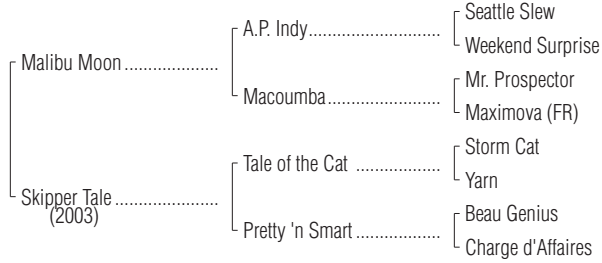 Seattle Slew
A.P. Indy..............................
Weekend Surprise
Malibu Moon .....................
Mr. Prospector
Macoumba..........................
Maximova (FR)
Storm Cat
Tale of the Cat ...................
Yarn
Skipper Tale .......................
(2003)
Beau Genius
Pretty 'n Smart...................
Charge d'Affaires